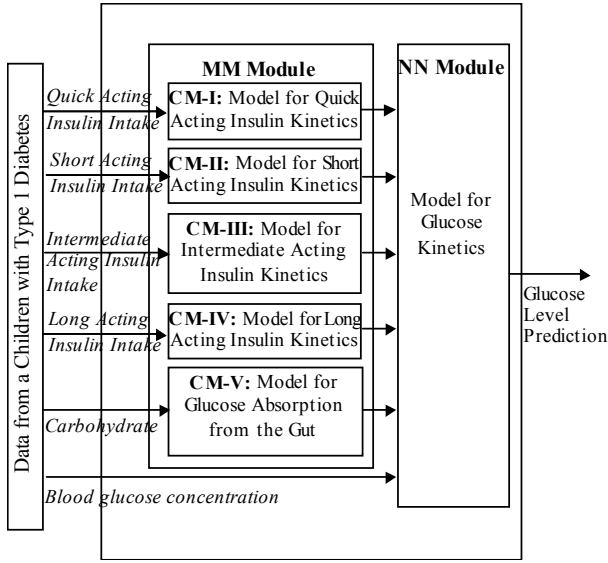 Data from a Children with Type 1 Diabetes
Quick Acting
Insulin Intake
Short Acting
Insulin Intake
Intermediate
Acting Insulin
Intake
Long Acting
Insulin Intake
Carbohydrate
Blood glucose concentration
MM Module
CM-I: Model for Quick
Acting Insulin Kinetics
CM-II: Model for Short
Acting Insulin Kinetics
CM-III: Model for
Intermediate Acting
Insulin Kinetics
CM-IV: Model for Long
Acting Insulin Kinetics
CM-V: Model for
Glucose Absorption
from the Gut
NN Module
Model for
Glucose
Kinetics
Glucose
Level
Prediction